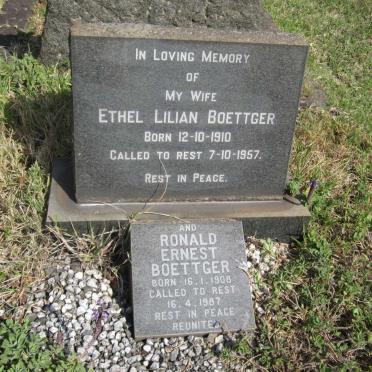 IN LOVING MEMORY
OF
MY WIFE
ETHEL LILIAN BOETTGER
BORN 12-10-1910
CALLED TO REST 7-10-1957.
REST IN PEACE.
AND
RONALD
ERNEST
BOETTGER
BORN 16.1.1908
CALLED TO REST
16.4.1987
REST IN PEACE
REUNITED